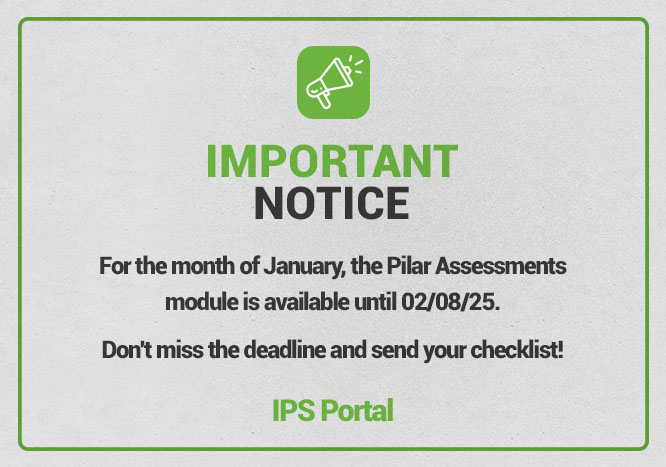 IMPORTANT
NOTICE
For the month of January, the Pilar Assessments
module is available until 02/08/25.
Don't miss the deadline and send your checklist!
IPS Portal